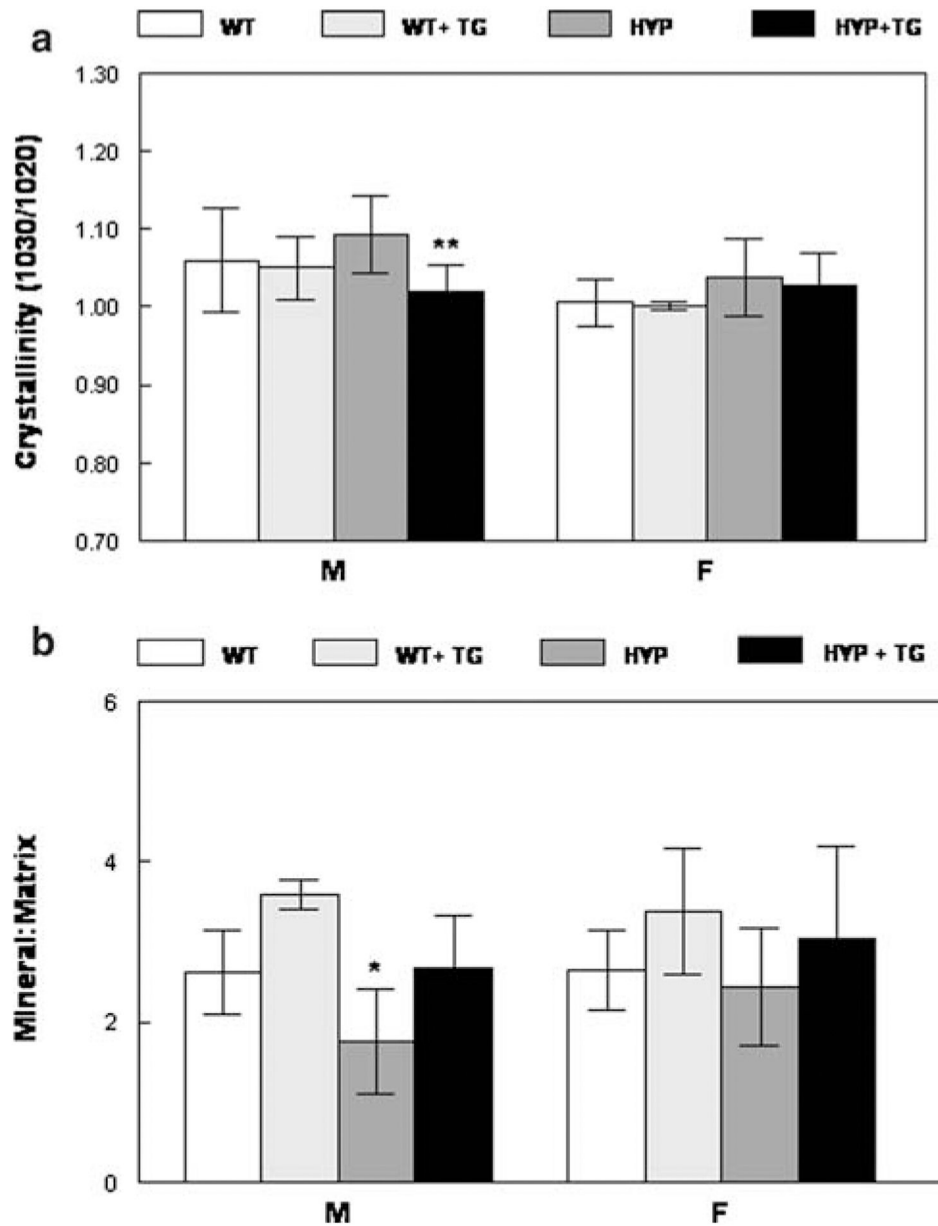 a
WT WT+ TG HYP HYP+TG
Crystallinity (1030/1020)
1.30
1.20
1.10
1.00
0.90
0.80
0.70
**
M F
b
WT WT+ TG HYP HYP + TG
Mineral:Matrix
6
4
2
0
*
M F